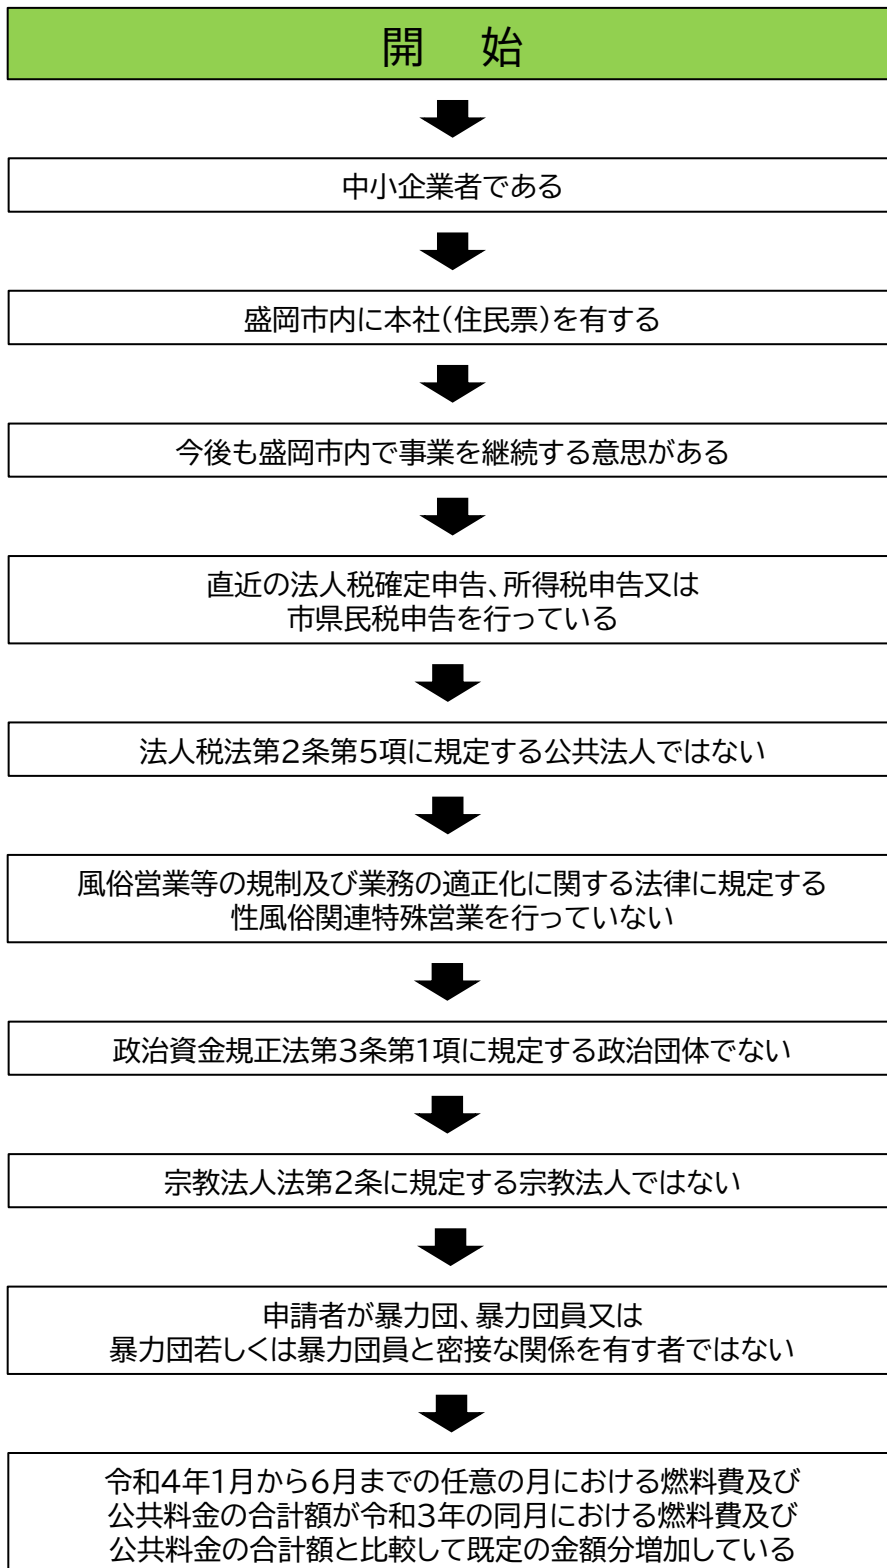 開　始
中小企業者である
盛岡市内に本社(住民票)を有する
今後も盛岡市内で事業を継続する意思がある
直近の法人税確定申告、所得税申告又は
市県民税申告を行っている
法人税法第2条第5項に規定する公共法人ではない
風俗営業等の規制及び業務の適正化に関する法律に規定する
性風俗関連特殊営業を行っていない
政治資金規正法第3条第1項に規定する政治団体でない
宗教法人法第2条に規定する宗教法人ではない
申請者が暴力団、暴力団員又は
暴力団若しくは暴力団員と密接な関係を有す者ではない
令和4年1月から6月までの任意の月における燃料費及び
公共料金の合計額が令和3年の同月における燃料費及び
公共料金の合計額と比較して既定の金額分増加している